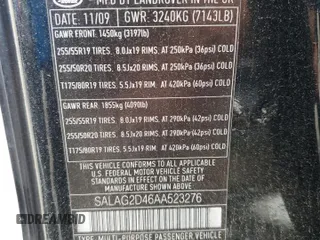 MFD BY LANDROVER IN THE UK
DATE: 11/09 GWR: 3240KG (7143LB)
GAWR FRONT: 1450kg (3197lb)
255/55R19 TIRES, 8.0Jx19 RIMS, AT 250kPa (36psi) COLD
255/50R20 TIRES, 8.5Jx20 RIMS, AT 250kPa (36psi) COLD
T175/80R19 TIRES, 5.5Jx19 RIM, AT 420kPa (60psi) COLD
GAWR REAR: 1855kg (4090lb)
255/55R19 TIRES, 8.0Jx19 RIMS, AT 290kPa (42psi) COLD
255/50R20 TIRES, 8.5Jx20 RIMS, AT 290kPa (42psi) COLD
T175/80R19 TIRES, 5.5Jx19 RIM, AT 420kPa (60psi) COLD
THIS VEHICLE CONFORMS TO ALL APPLICABLE
FEDERAL MOTOR VEHICLE SAFETY STANDARDS
IN EFFECT ON THE DATE OF
MANUFACTURE SHOWN ABOVE
SALAG2D46AA523276
TYPE: MULTI-PURPOSE PASSENGER VEHICLE